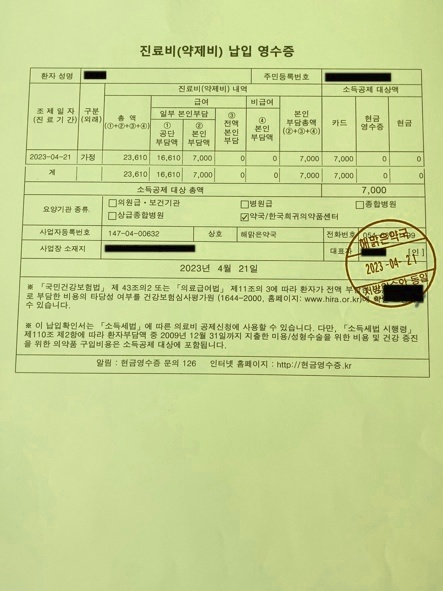 진료비(약제비) 납입 영수증
환자 성명
주민등록번호
진료비(약제비) 내역
소득공제 대상액
조 제 일 자
(진 료 기 간)
구분
(외래)
총 액
(①+②+③+④)
급여
비급여
일부 본인부담
①
공단
부담액
②
본인
부담액
③
전액
본인
부담
④
본인
부담액
본인
부담총액
(②+③+④)
카드
현금
영수증
현금
2023-04-21 가정 23,610 16,610 7,000 0 0 7,000 7,000 0 0
계 23,610 16,610 7,000 0 0 7,000 7,000 0 0
소득공제 대상 총액 7,000
요양기관 종류.
□의원급·보건기관 □병원급 □종합병원
□상급종합병원 ☑약국/한국희귀의약품센터
사업자등록번호 147-04-00632 상호 해맑은약국 전화번호
사업장 소재지 대표자 [인]
해맑은약국
2023-04-21
2023년 4월 21일
※ 「국민건강보험법」 제 43조의2 또는 「의료급여법」 제11조의 3에 따라 환자가 전액 부
로 부담한 비용의 타당성 여부를 건강보험심사평가원 (1644-2000, 홈페이지: www.hira.or.kr)에
수 있습니다.
※ 이 납입확인서는 「소득세법」에 따른 의료비 공제신청에 사용할 수 있습니다. 다만, 「소득세법 시행령」
제110조 제2항에 따라 환자부담액 중 2009년 12월 31일까지 지출한 미용/성형수술을 위한 비용 및 건강 증진
을 위한 의약품 구입비용은 소득공제 대상에 포함됩니다.
알림 : 현금영수증 문의 126 인터넷 홈페이지 : http://현금영수증.kr